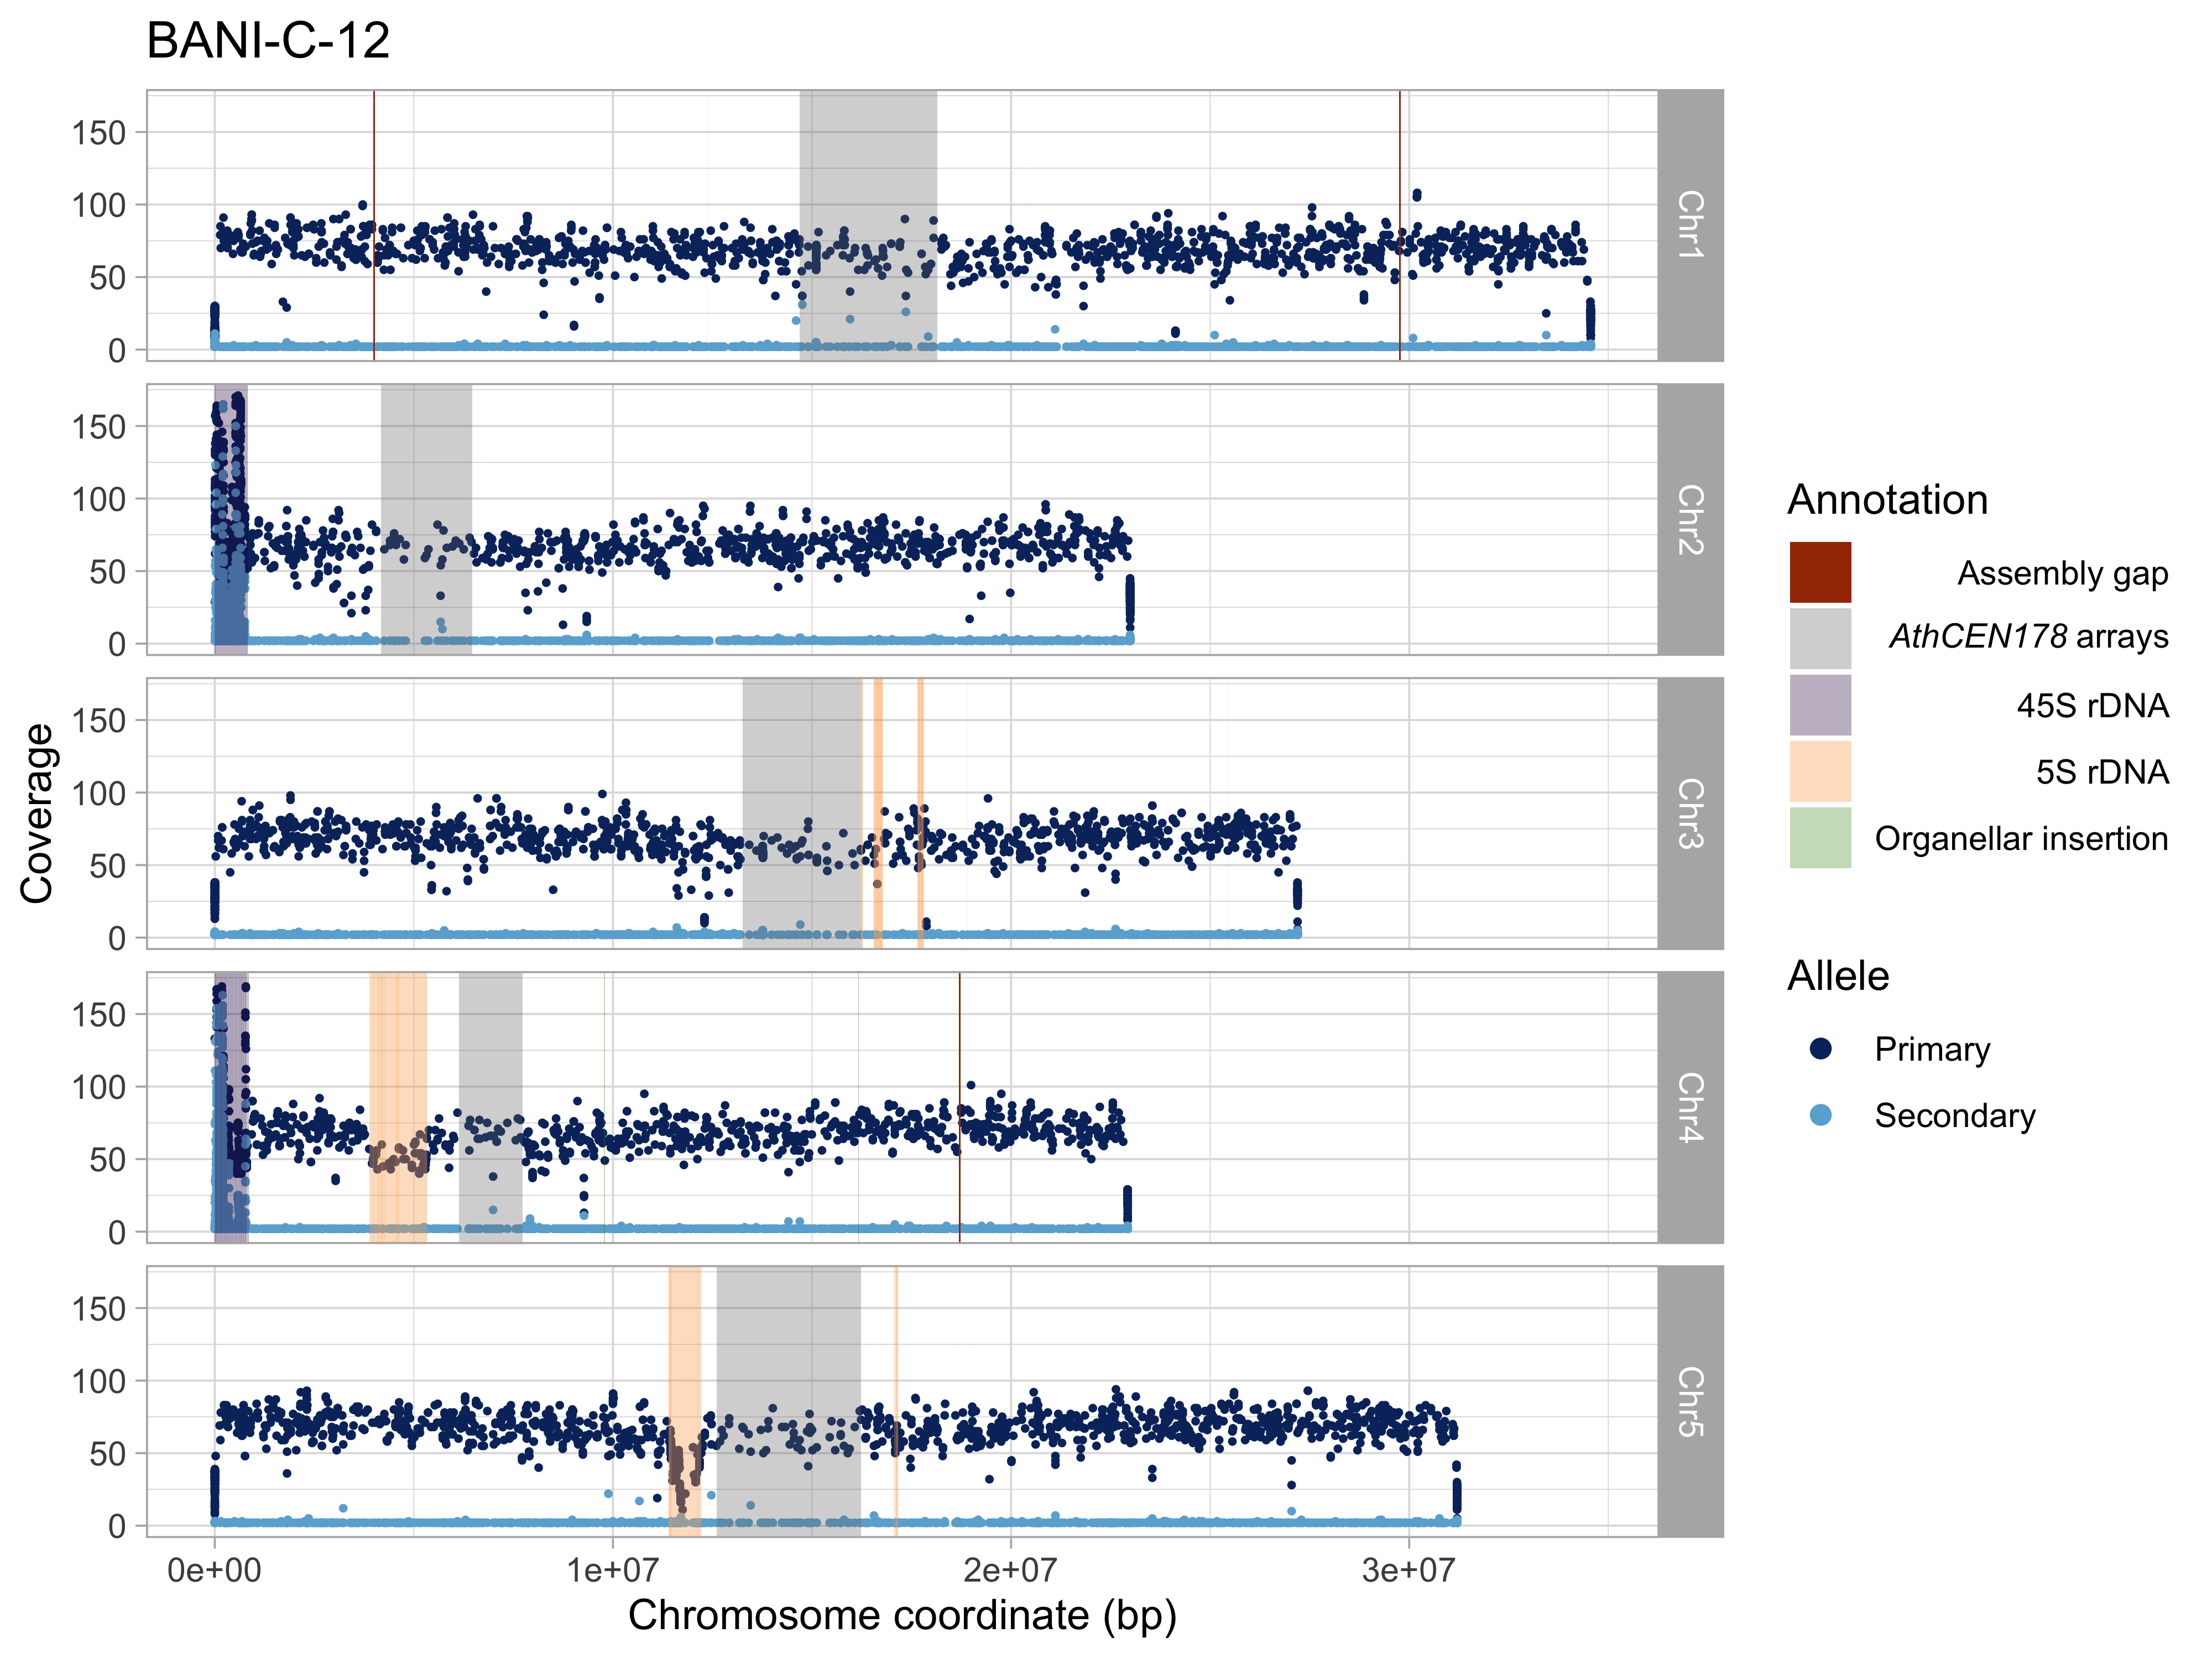 BANI-C-12
150
100
50
0
Chr1
150
100
50
0
Chr2
150
100
50
0
Chr3
150
100
50
0
Chr4
150
100
50
0
Chr5
Coverage
0e+00 1e+07 2e+07 3e+07
Chromosome coordinate (bp)
Annotation
Assembly gap
AthCEN178 arrays
45S rDNA
5S rDNA
Organellar insertion
Allele
Primary
Secondary